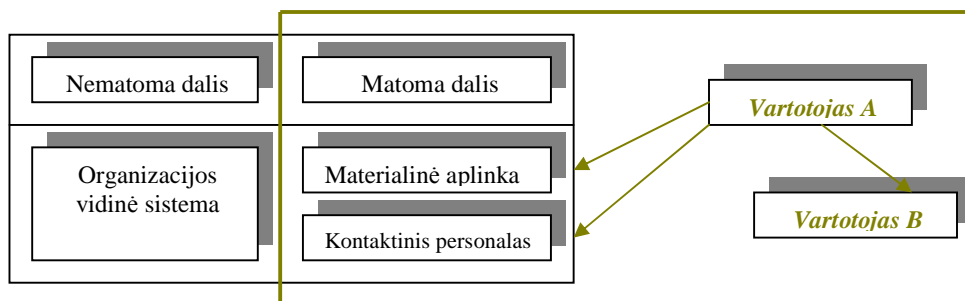 Nematoma dalis
Matoma dalis
Vartotojas A
Organizacijos
vidinė sistema
Materialinė aplinka
Kontaktinis personalas
Vartotojas B